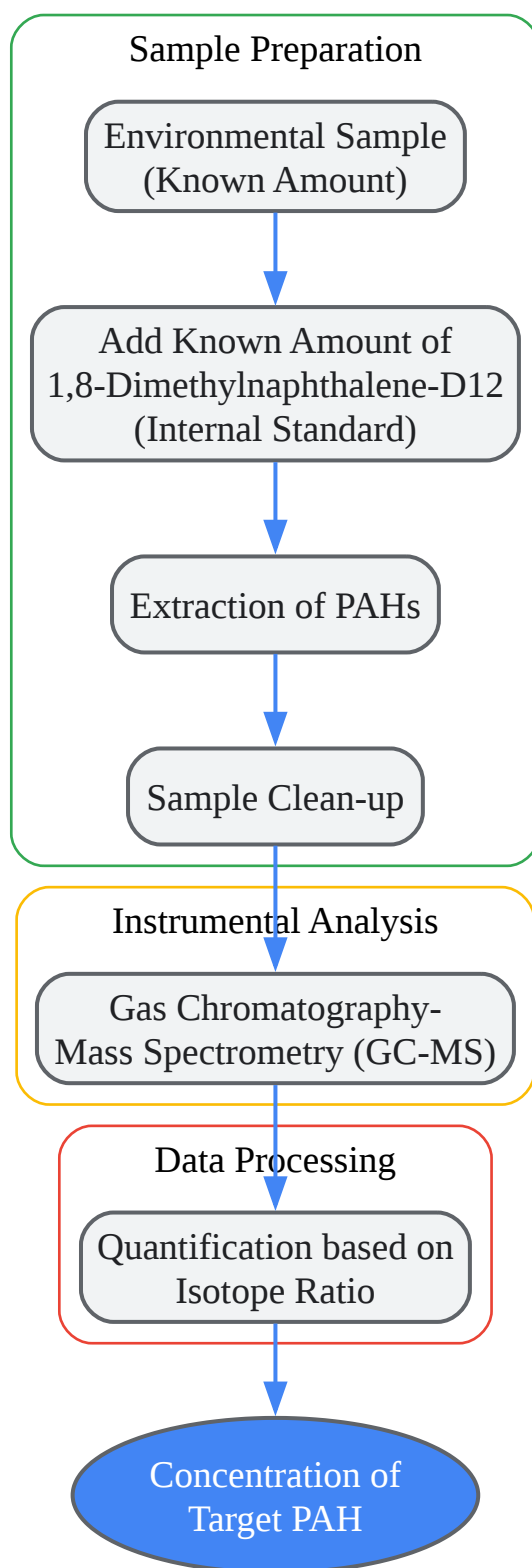 Sample Preparation
Environmental Sample
(Known Amount)
Add Known Amount of
1,8-Dimethylnaphthalene-D12
(Internal Standard)
Extraction of PAHs
Sample Clean-up
Instrumental Analysis
Gas Chromatography-
Mass Spectrometry (GC-MS)
Data Processing
Quantification based on
Isotope Ratio
Concentration of
Target PAH